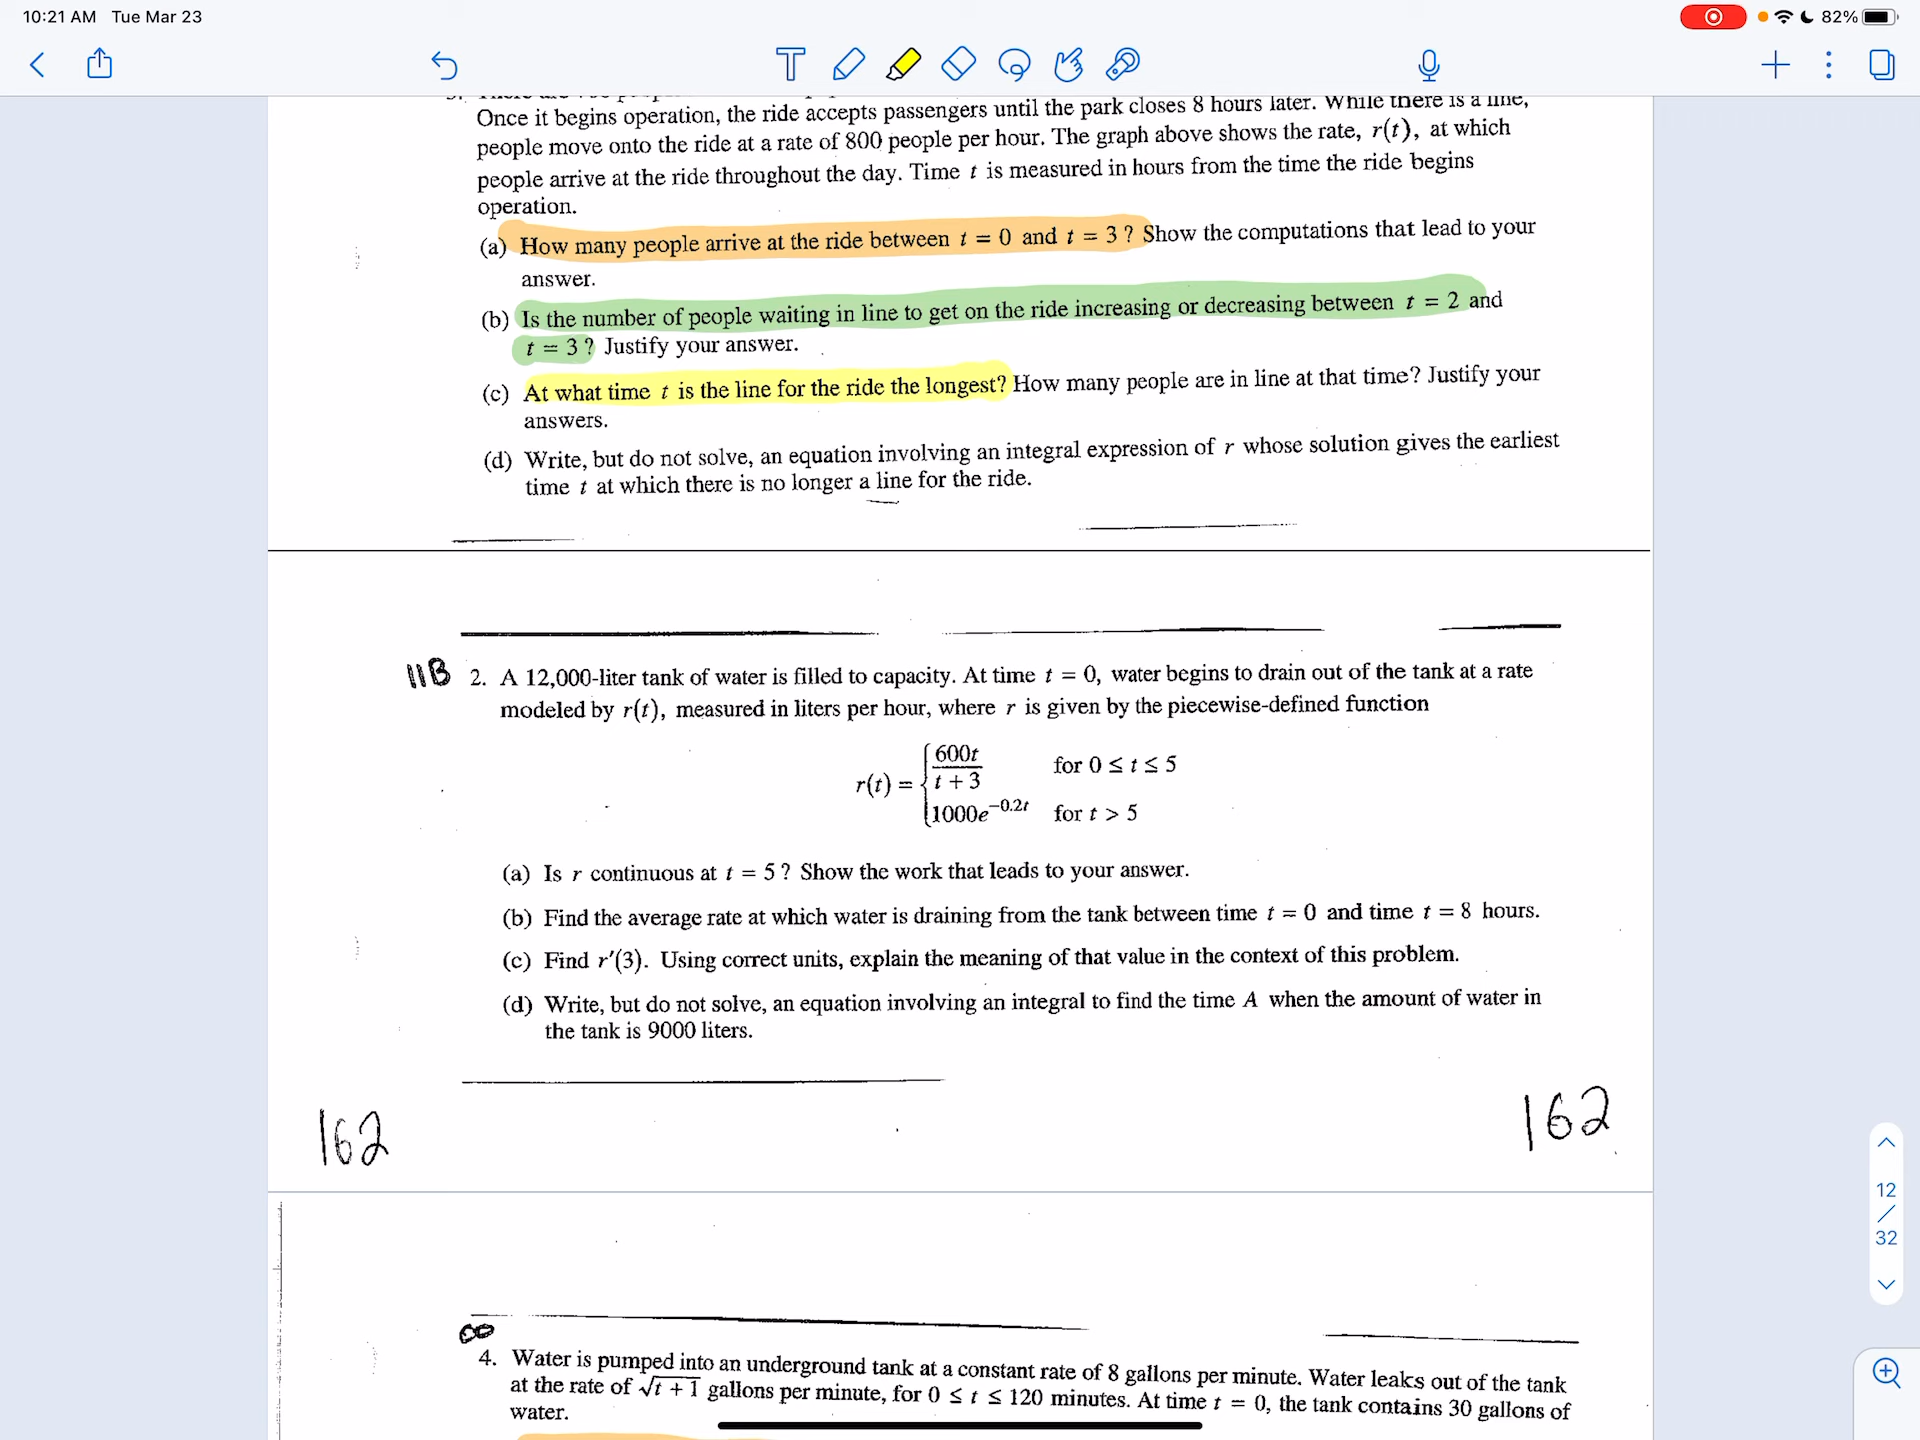 10:21 AM Tue Mar 23
82%
Once it begins operation, the ride accepts passengers until the park closes 8 hours later. While there is a line,
people move onto the ride at a rate of 800 people per hour. The graph above shows the rate, r(t), at which
people arrive at the ride throughout the day. Time t is measured in hours from the time the ride begins
operation.
(a) How many people arrive at the ride between t = 0 and t = 3? Show the computations that lead to your
answer.
(b) Is the number of people waiting in line to get on the ride increasing or decreasing between t = 2 and
t = 3? Justify your answer.
(c) At what time t is the line for the ride the longest? How many people are in line at that time? Justify your
answers.
(d) Write, but do not solve, an equation involving an integral expression of r whose solution gives the earliest
time t at which there is no longer a line for the ride.
11B 2. A 12,000-liter tank of water is filled to capacity. At time t = 0, water begins to drain out of the tank at a rate
modeled by r(t), measured in liters per hour, where r is given by the piecewise-defined function
r(t) = { 600t / t + 3 for 0 ≤ t ≤ 5
1000e^−0.2t for t > 5
(a) Is r continuous at t = 5? Show the work that leads to your answer.
(b) Find the average rate at which water is draining from the tank between time t = 0 and time t = 8 hours.
(c) Find r′(3). Using correct units, explain the meaning of that value in the context of this problem.
(d) Write, but do not solve, an equation involving an integral to find the time A when the amount of water in
the tank is 9000 liters.
162
162
12
/
32
00
4. Water is pumped into an underground tank at a constant rate of 8 gallons per minute. Water leaks out of the tank
at the rate of √t + 1 gallons per minute, for 0 ≤ t ≤ 120 minutes. At time t = 0, the tank contains 30 gallons of
water.